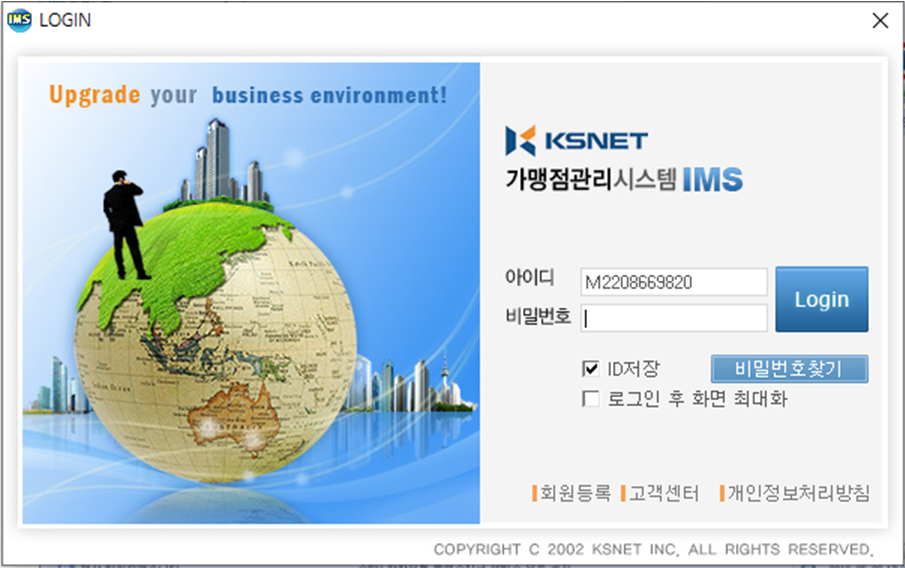 IMS LOGIN
Upgrade your business environment!
KSNET
가맹점관리시스템 IMS
아이디 M2208669820
Login
비밀번호
ID저장 비밀번호찾기
로그인 후 화면 최대화
회원등록 고객센터 개인정보처리방침
COPYRIGHT C 2002 KSNET INC, ALL RIGHTS RESERVED.